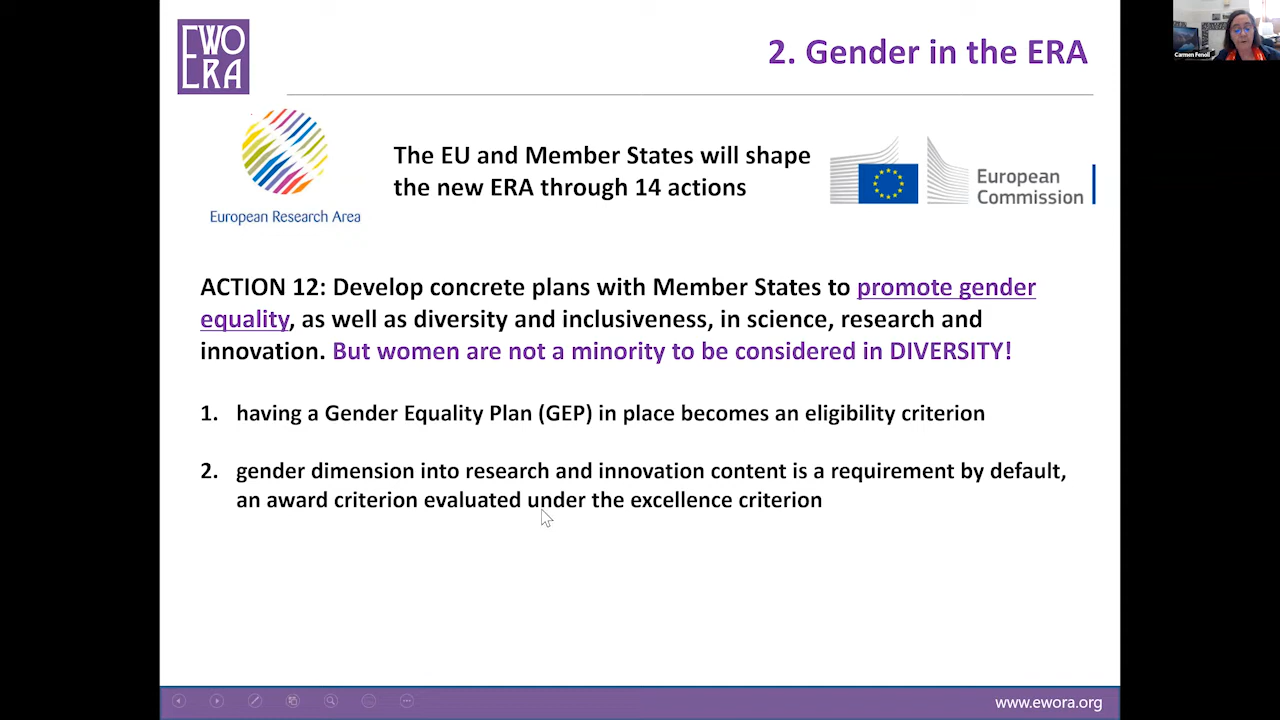 EWO
ERA
2. Gender in the ERA
Carmen Fenoll
European Research Area
The EU and Member States will shape
the new ERA through 14 actions
European
Commission
ACTION 12: Develop concrete plans with Member States to promote gender
equality, as well as diversity and inclusiveness, in science, research and
innovation. But women are not a minority to be considered in DIVERSITY!
1. having a Gender Equality Plan (GEP) in place becomes an eligibility criterion
2. gender dimension into research and innovation content is a requirement by default,
an award criterion evaluated under the excellence criterion
www.ewora.org